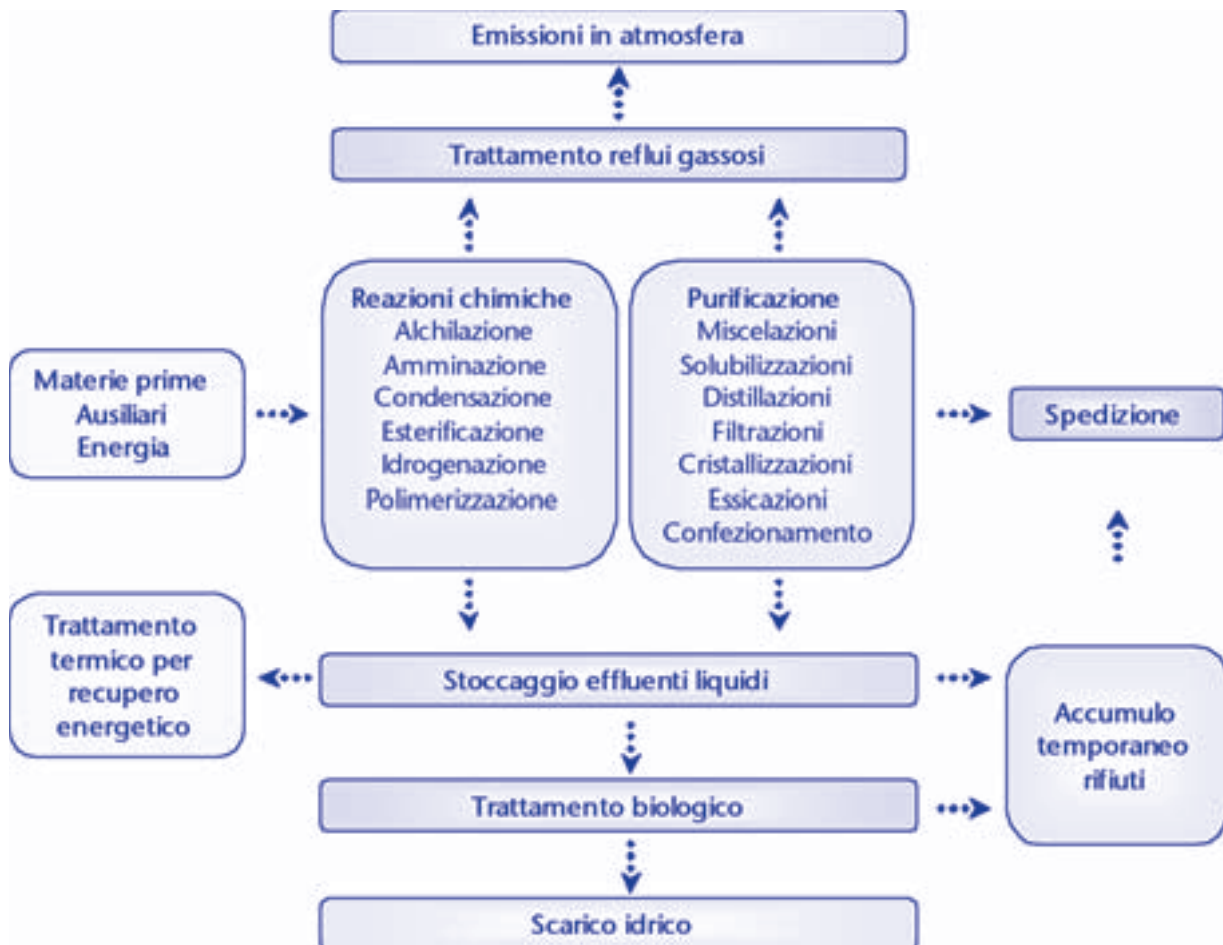 Emissioni in atmosfera
Trattamento reflui gassosi
Materie prime
Ausiliari
Energia
Reazioni chimiche
Alchilazione
Amminazione
Condensazione
Esterificazione
Idrogenazione
Polimerizzazione
Purificazione
Miscelazioni
Solubilizzazioni
Distillazioni
Filtrazioni
Cristallizzazioni
Essicazioni
Confezionamento
Spedizione
Trattamento
termico per
recupero
energetico
Stoccaggio effluenti liquidi
Accumulo
temporaneo
rifiuti
Trattamento biologico
Scarico idrico